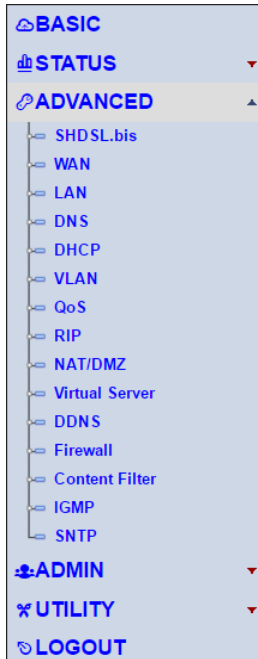 BASIC
STATUS
ADVANCED
SHDSL.bis
WAN
LAN
DNS
DHCP
VLAN
QoS
RIP
NAT/DMZ
Virtual Server
DDNS
Firewall
Content Filter
IGMP
SNTP
ADMIN
UTILITY
LOGOUT